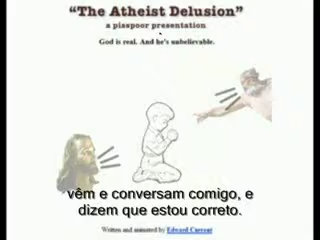 "The Atheist Delusion"
a pisspoor presentation
God is real. And he's unbelievable.
vêm e conversam comigo, e
dizem que estou correto.
Written and animated by Edward Current